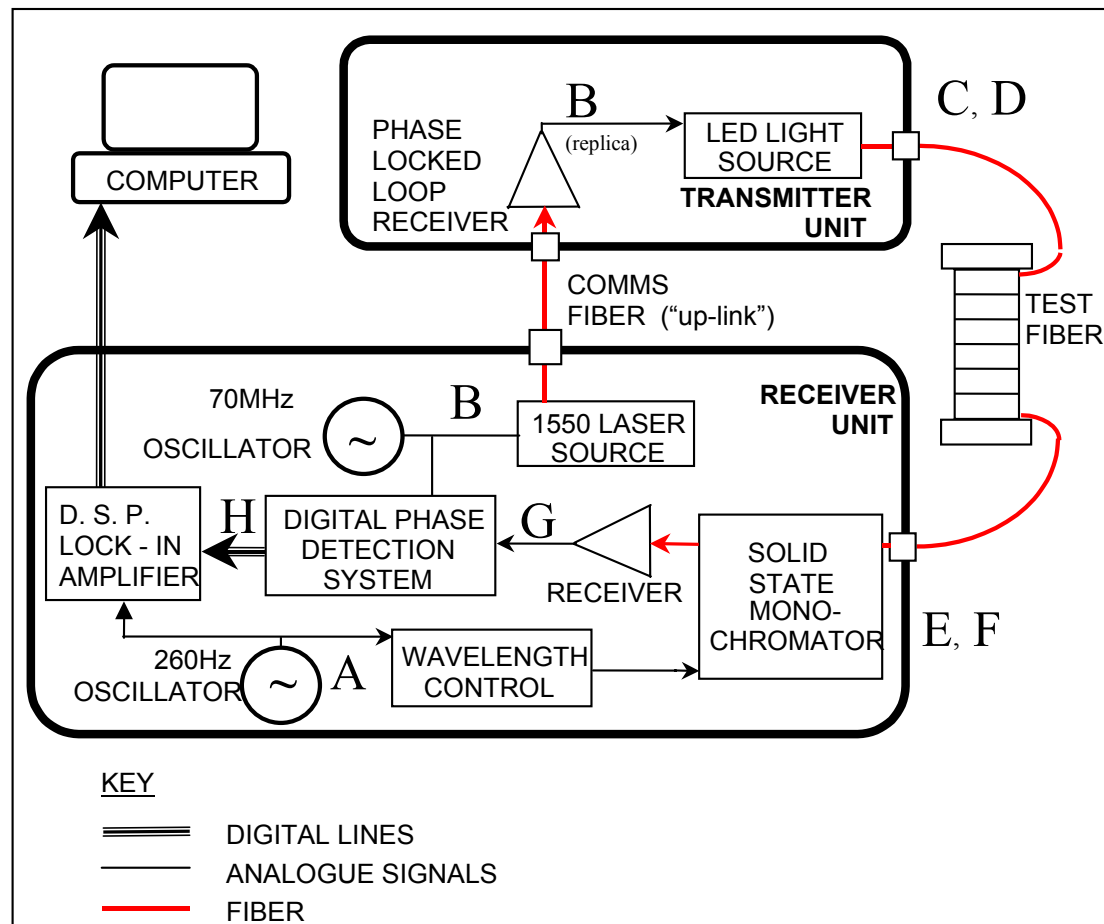 COMPUTER
PHASE
LOCKED
LOOP
RECEIVER
B
(replica)
LED LIGHT
SOURCE
TRANSMITTER
UNIT
C, D
COMMS
FIBER ("up-link")
TEST
FIBER
RECEIVER
UNIT
70MHz
OSCILLATOR
~
B
1550 LASER
SOURCE
D. S. P.
LOCK - IN
AMPLIFIER
H
DIGITAL PHASE
DETECTION
SYSTEM
G
RECEIVER
SOLID
STATE
MONO-
CHROMATOR
E, F
260Hz
OSCILLATOR
~
A
WAVELENGTH
CONTROL
KEY
DIGITAL LINES
ANALOGUE SIGNALS
FIBER